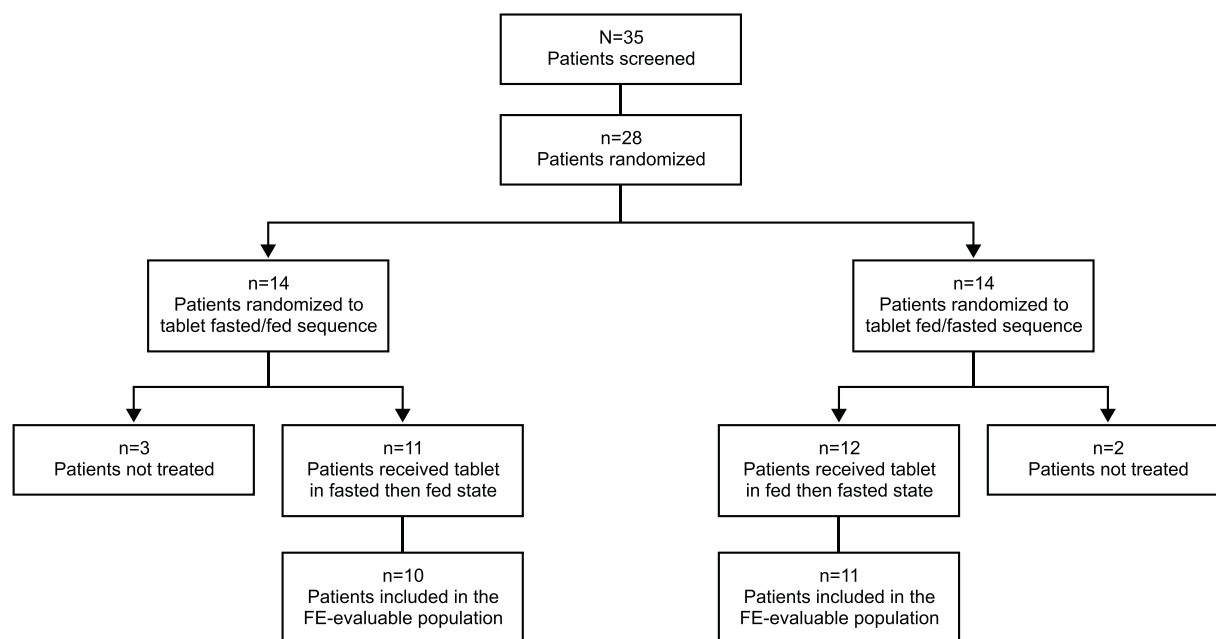 N=35
Patients screened
n=28
Patients randomized
n=14
Patients randomized to
tablet fasted/fed sequence
n=14
Patients randomized to
tablet fed/fasted sequence
n=3
Patients not treated
n=11
Patients received tablet
in fasted then fed state
n=12
Patients received tablet
in fed then fasted state
n=2
Patients not treated
n=10
Patients included in the
FE-evaluable population
n=11
Patients included in the
FE-evaluable population